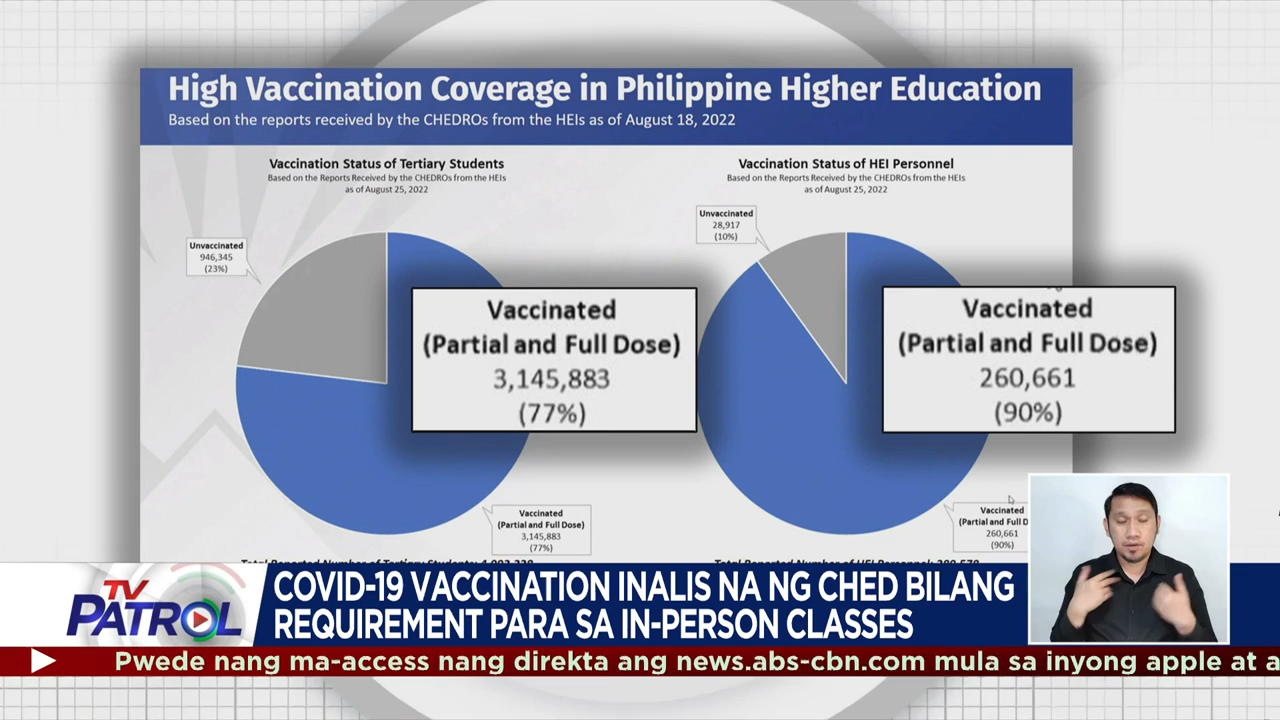 High Vaccination Coverage in Philippine Higher Education
Based on the reports received by the CHEDROs from the HEIs as of August 18, 2022
Vaccination Status of Tertiary Students
Based on the Reports Received by the CHEDROs from the HEIs
as of August 25, 2022
Unvaccinated
946,345
(23%)
Vaccinated
(Partial and Full Dose)
3,145,883
(77%)
Vaccinated
(Partial and Full Dose)
3,145,883
(77%)
Vaccination Status of HEI Personnel
Based on the Reports Received by the CHEDROs from the HEIs
as of August 25, 2022
Unvaccinated
28,917
(10%)
Vaccinated
(Partial and Full Dose)
260,661
(90%)
Vaccinated
(Partial and Full D
260,661
(90%)
TV
PATROL
COVID-19 VACCINATION INALIS NA NG CHED BILANG
REQUIREMENT PARA SA IN-PERSON CLASSES
Pwede nang ma-access nang direkta ang news.abs-cbn.com mula sa inyong apple at a